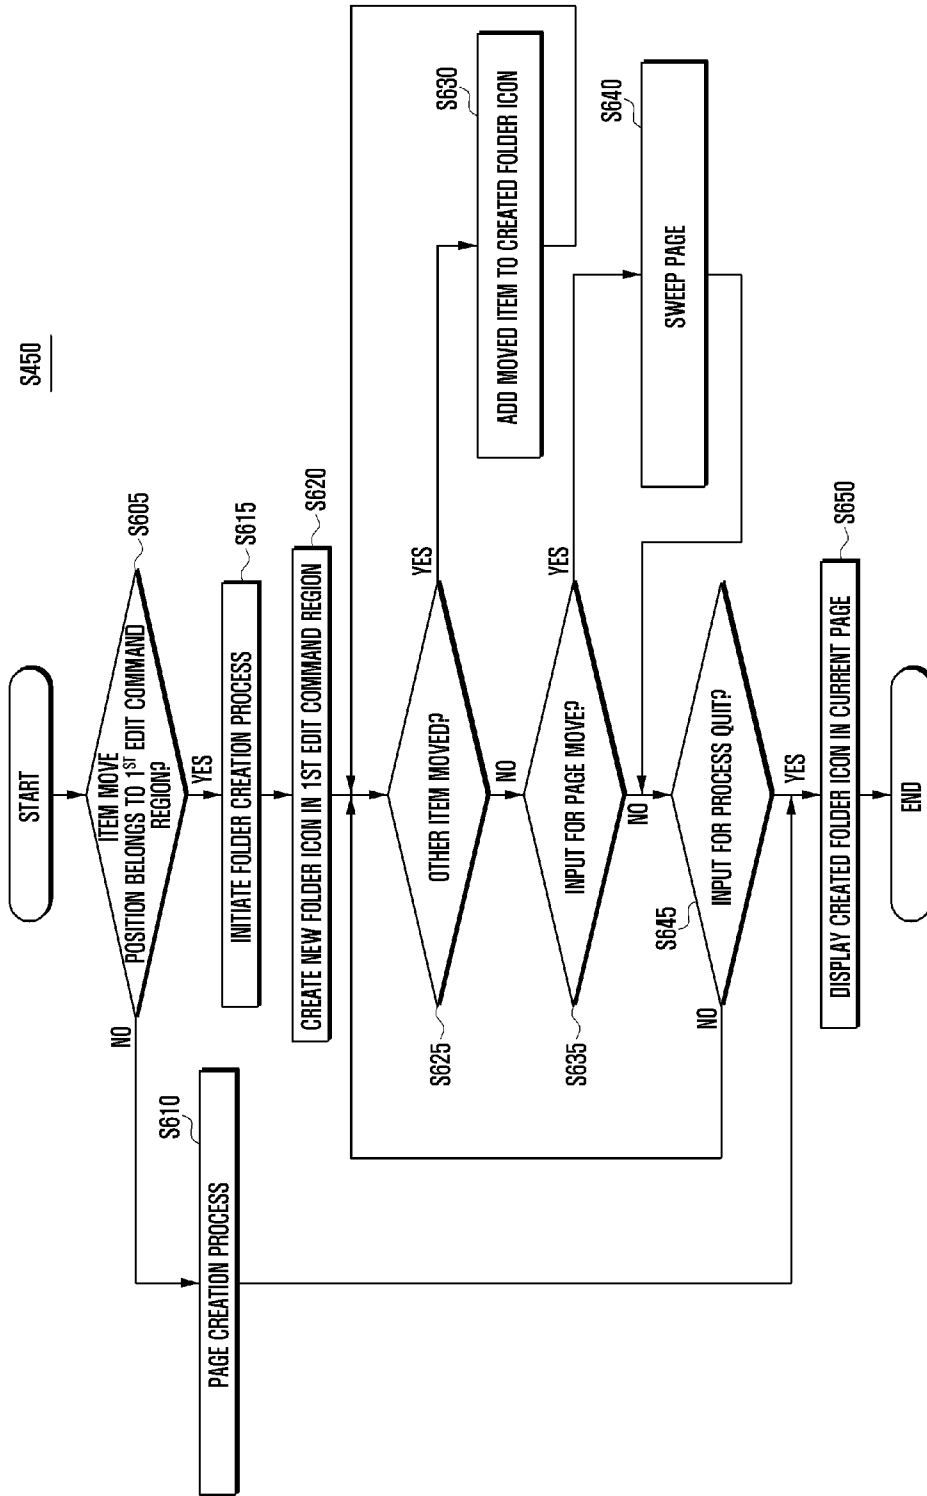 S450
START
ITEM MOVE
POSITION BELONGS TO 1ST EDIT COMMAND
REGION?
S605
NO
YES
S610
PAGE CREATION PROCESS
INITIATE FOLDER CREATION PROCESS
S615
CREATE NEW FOLDER ICON IN 1ST EDIT COMMAND REGION
S620
OTHER ITEM MOVED?
S625
YES
NO
S630
ADD MOVED ITEM TO CREATED FOLDER ICON
INPUT FOR PAGE MOVE?
S635
YES
NO
S640
SWEEP PAGE
INPUT FOR PROCESS QUIT?
S645
NO
YES
DISPLAY CREATED FOLDER ICON IN CURRENT PAGE
S650
END